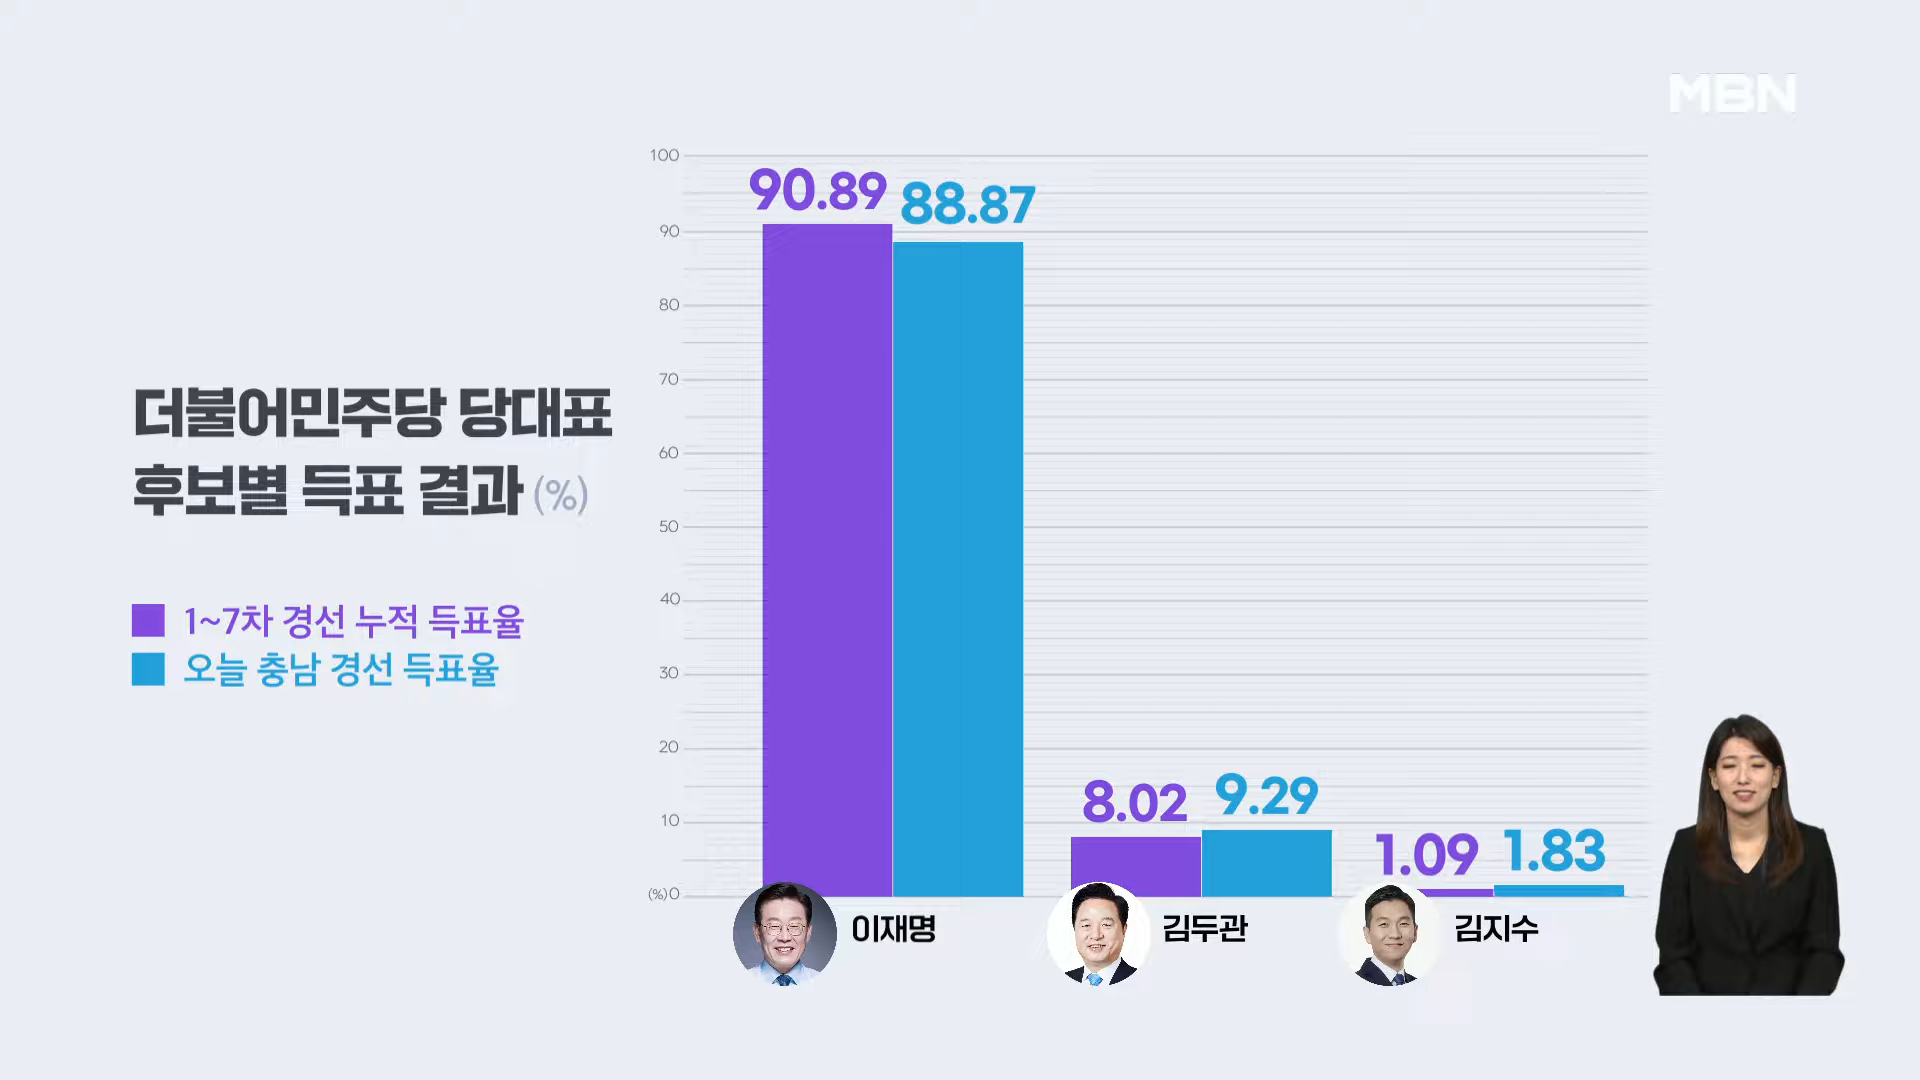 MBN
더불어민주당 당대표
후보별 득표 결과 (%)
1~7차 경선 누적 득표율
오늘 충남 경선 득표율
100
90
80
70
60
50
40
30
20
10
(%) 0
90.89
88.87
8.02
9.29
1.09
1.83
이재명
김두관
김지수